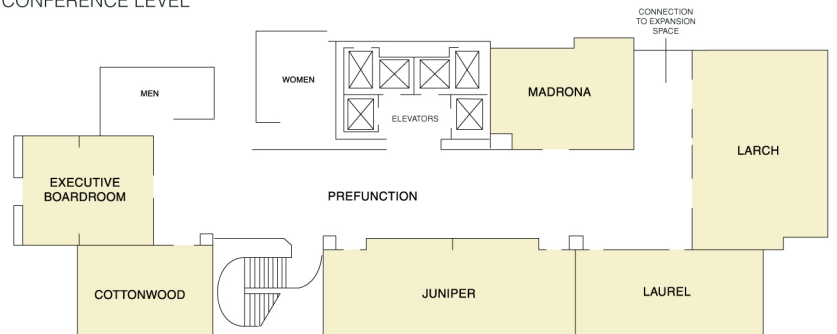 CONFERENCE LEVEL
CONNECTION
TO EXPANSION
SPACE
MEN
WOMEN
ELEVATORS
MADRONA
LARCH
EXECUTIVE
BOARDROOM
PREFUNCTION
COTTONWOOD
JUNIPER
LAUREL